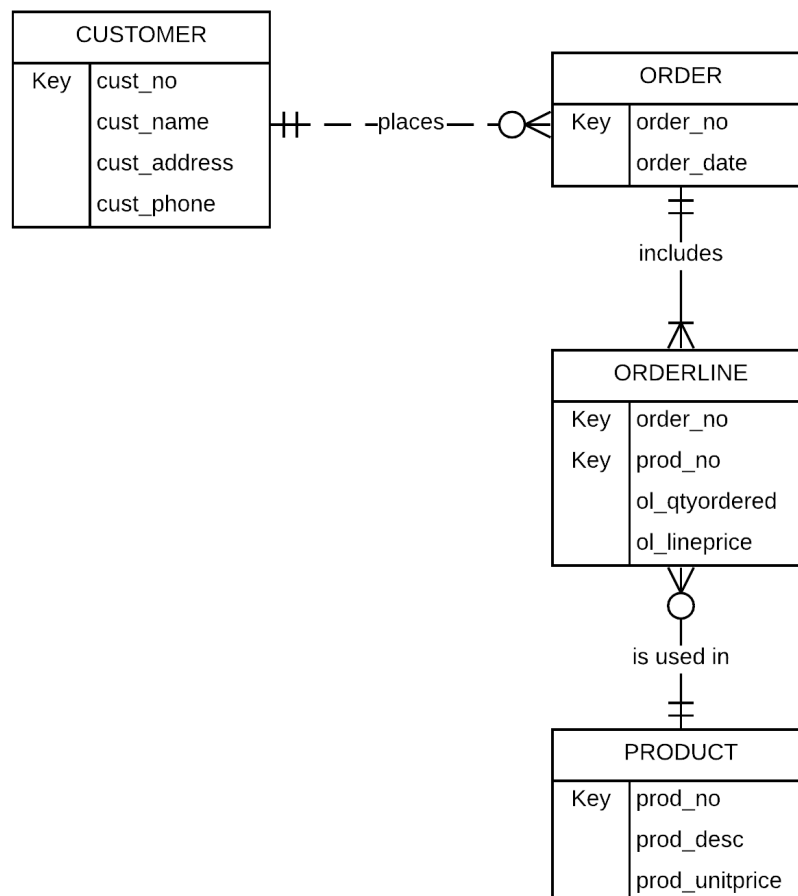 CUSTOMER
Key cust_no
cust_name
cust_address
cust_phone
places
ORDER
Key order_no
order_date
includes
ORDERLINE
Key order_no
Key prod_no
ol_qtyordered
ol_lineprice
is used in
PRODUCT
Key prod_no
prod_desc
prod_unitprice